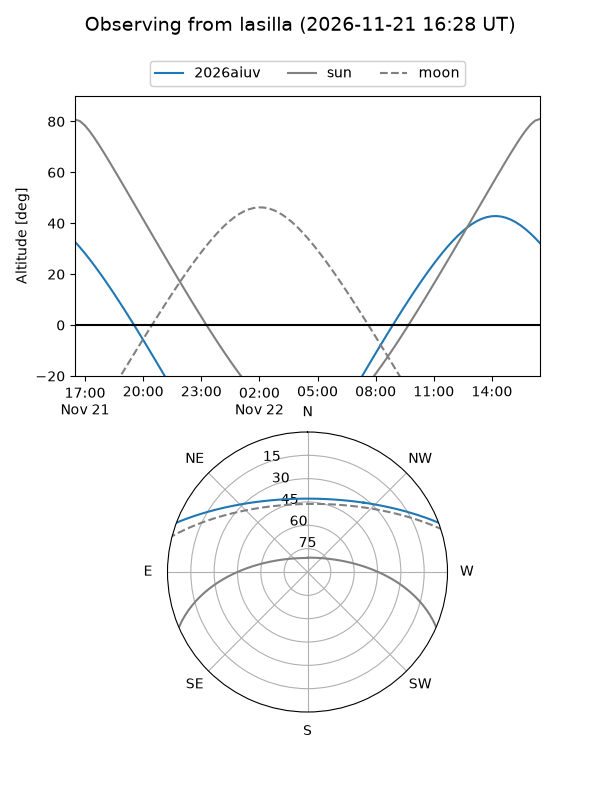 Observing from lasilla (2026-11-21 16:28 UT)
2026aiuv sun moon
Altitude [deg]
80
60
40
20
0
−20
17:00 20:00 23:00 02:00 05:00 08:00 11:00 14:00
Nov 21 Nov 22
N
NE NW
15
30
45
60
75
E W
SE SW
S